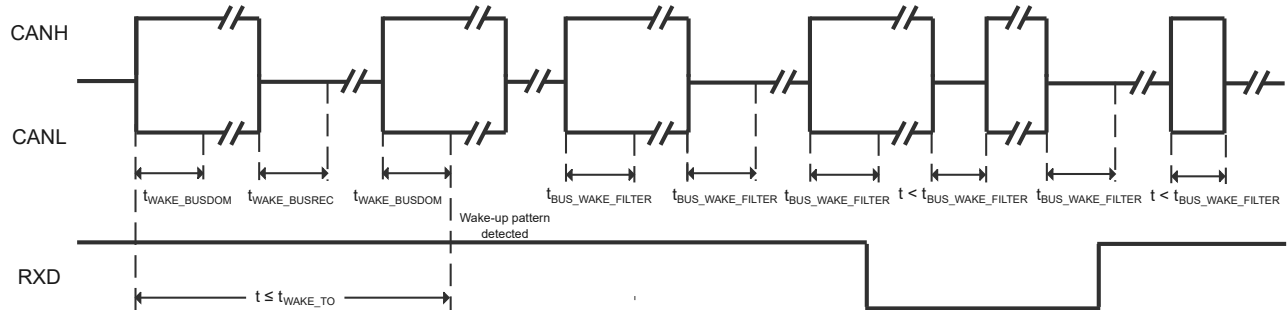 CANH
CANL
tWAKE_BUSDOM
tWAKE_BUSREC
tWAKE_BUSDOM
tBUS_WAKE_FILTER
tBUS_WAKE_FILTER
tBUS_WAKE_FILTER
t < tBUS_WAKE_FILTER
tBUS_WAKE_FILTER
t < tBUS_WAKE_FILTER
Wake-up pattern
detected
RXD
t ≤ tWAKE_TO